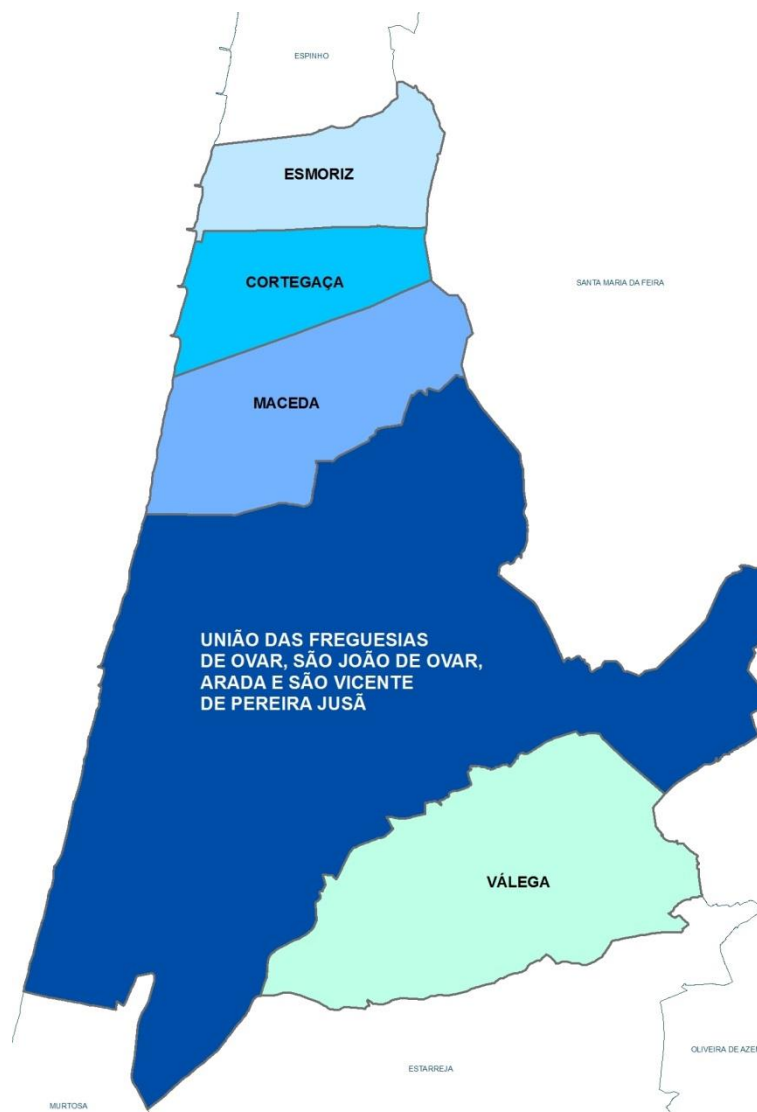 ESPINHO
ESMORIZ
CORTEGAÇA
SANTA MARIA DA FEIRA
MACEDA
UNIÃO DAS FREGUESIAS
DE OVAR, SÃO JOÃO DE OVAR,
ARADA E SÃO VICENTE
DE PEREIRA JUSÃ
VÁLEGA
OLIVEIRA DE AZE
ESTARREJA
MURTOSA